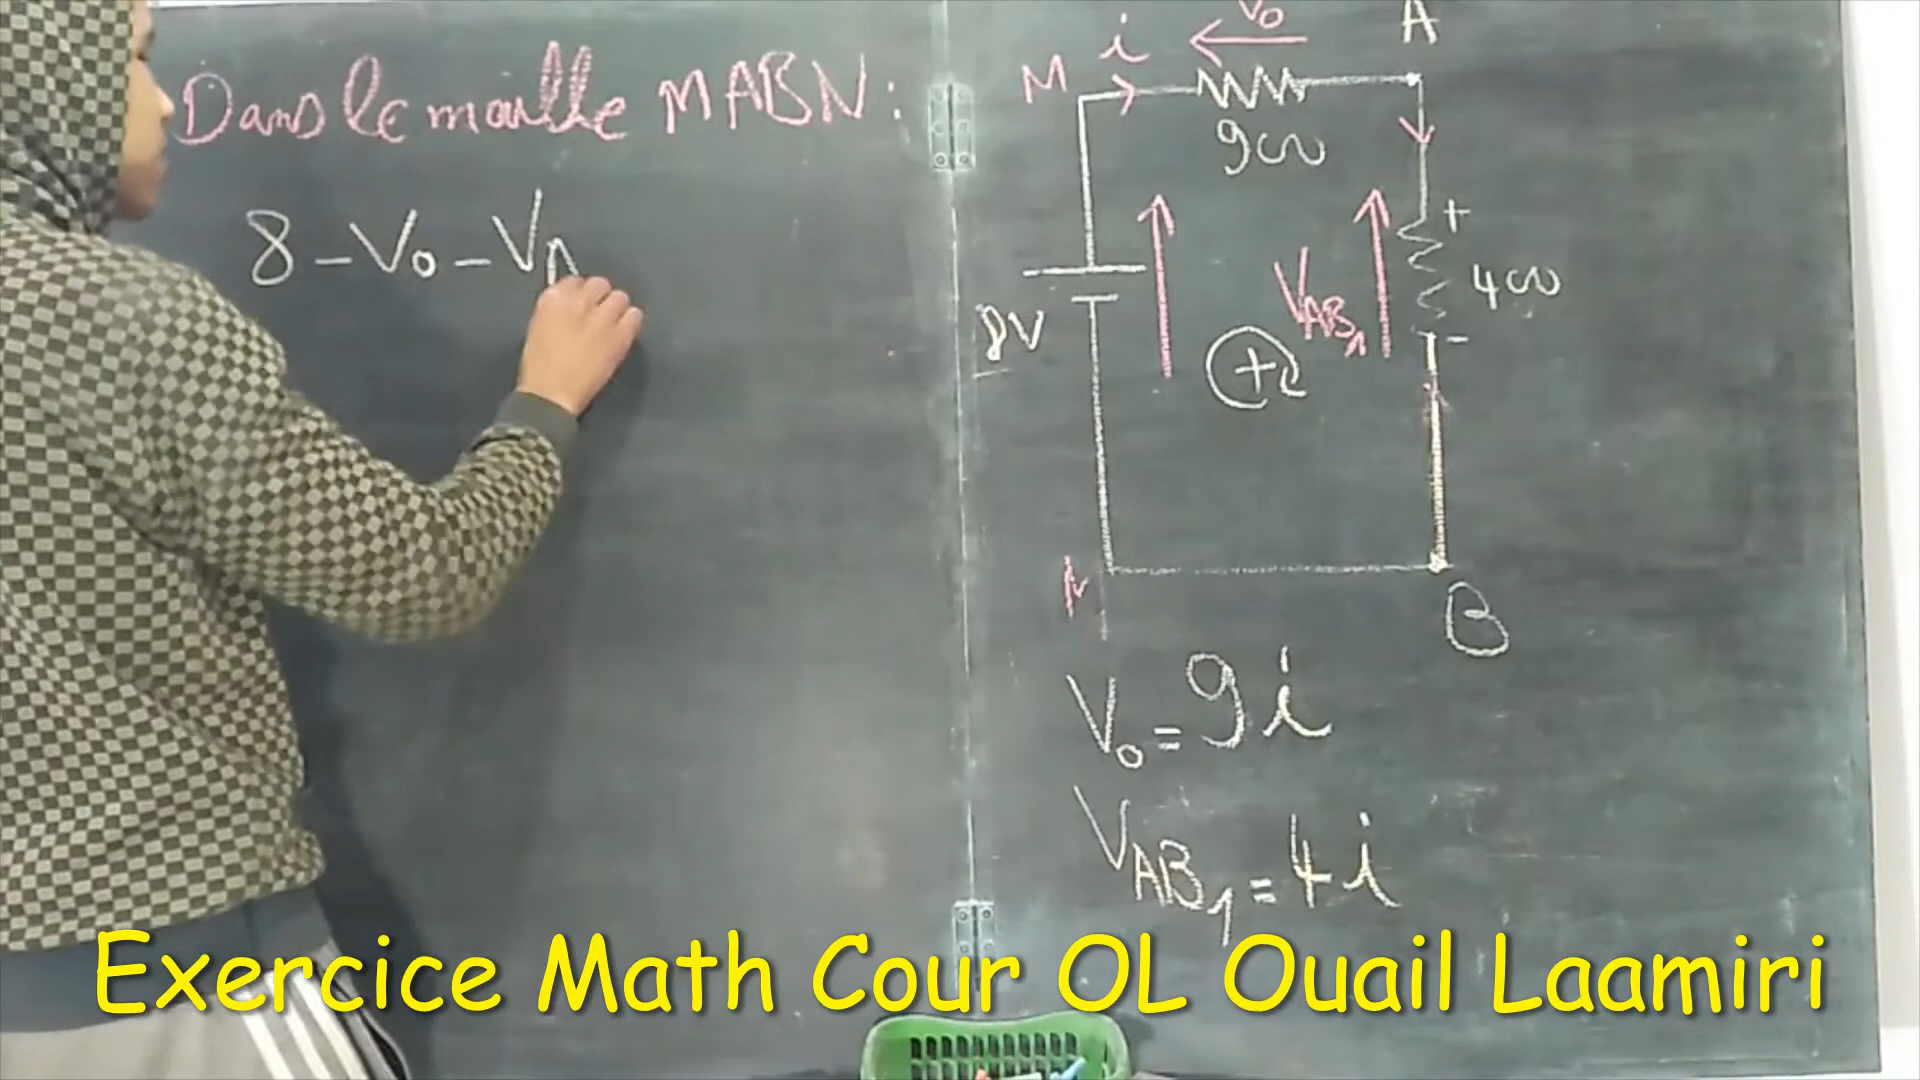 Dans le maille MABN:
8 - V₀ - VA
V₀
i
M
A
9ω
+
4ω
-
8V
VAB₁
+
N
B
V₀ = 9i
VAB₁ = 4i
Exercice Math Cour OL Ouail Laamiri